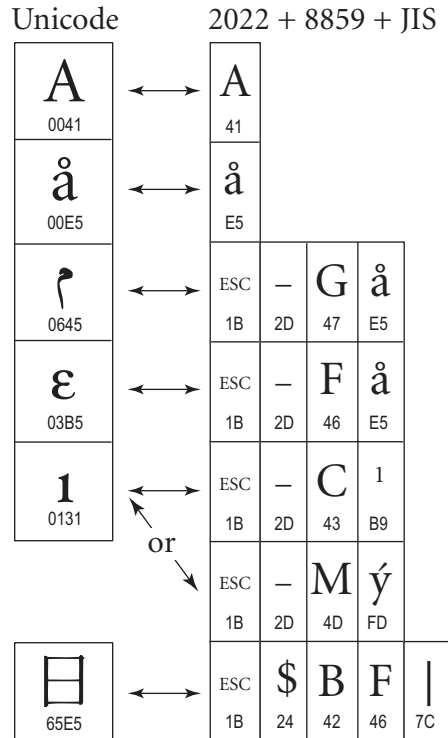 Unicode 2022 + 8859 + JIS
A A
0041 41
å å
00E5 E5
م ESC – G å
0645 1B 2D 47 E5
ε ESC – F å
03B5 1B 2D 46 E5
ı ESC – C ¹
0131 1B 2D 43 B9
or
ESC – M ý
1B 2D 4D FD
日 ESC $ B F |
65E5 1B 24 42 46 7C